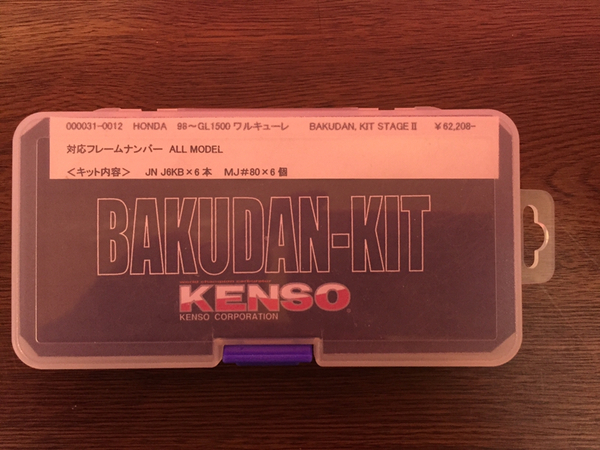 000031-0012 HONDA 98～GL1500 ワルキューレ BAKUDAN, KIT STAGEⅡ ￥62,208-
対応フレームナンバー ALL MODEL
＜キット内容＞ JN J6KB×6本 MJ＃80×6個
BAKUDAN-KIT
KENSO
KENSO CORPORATION